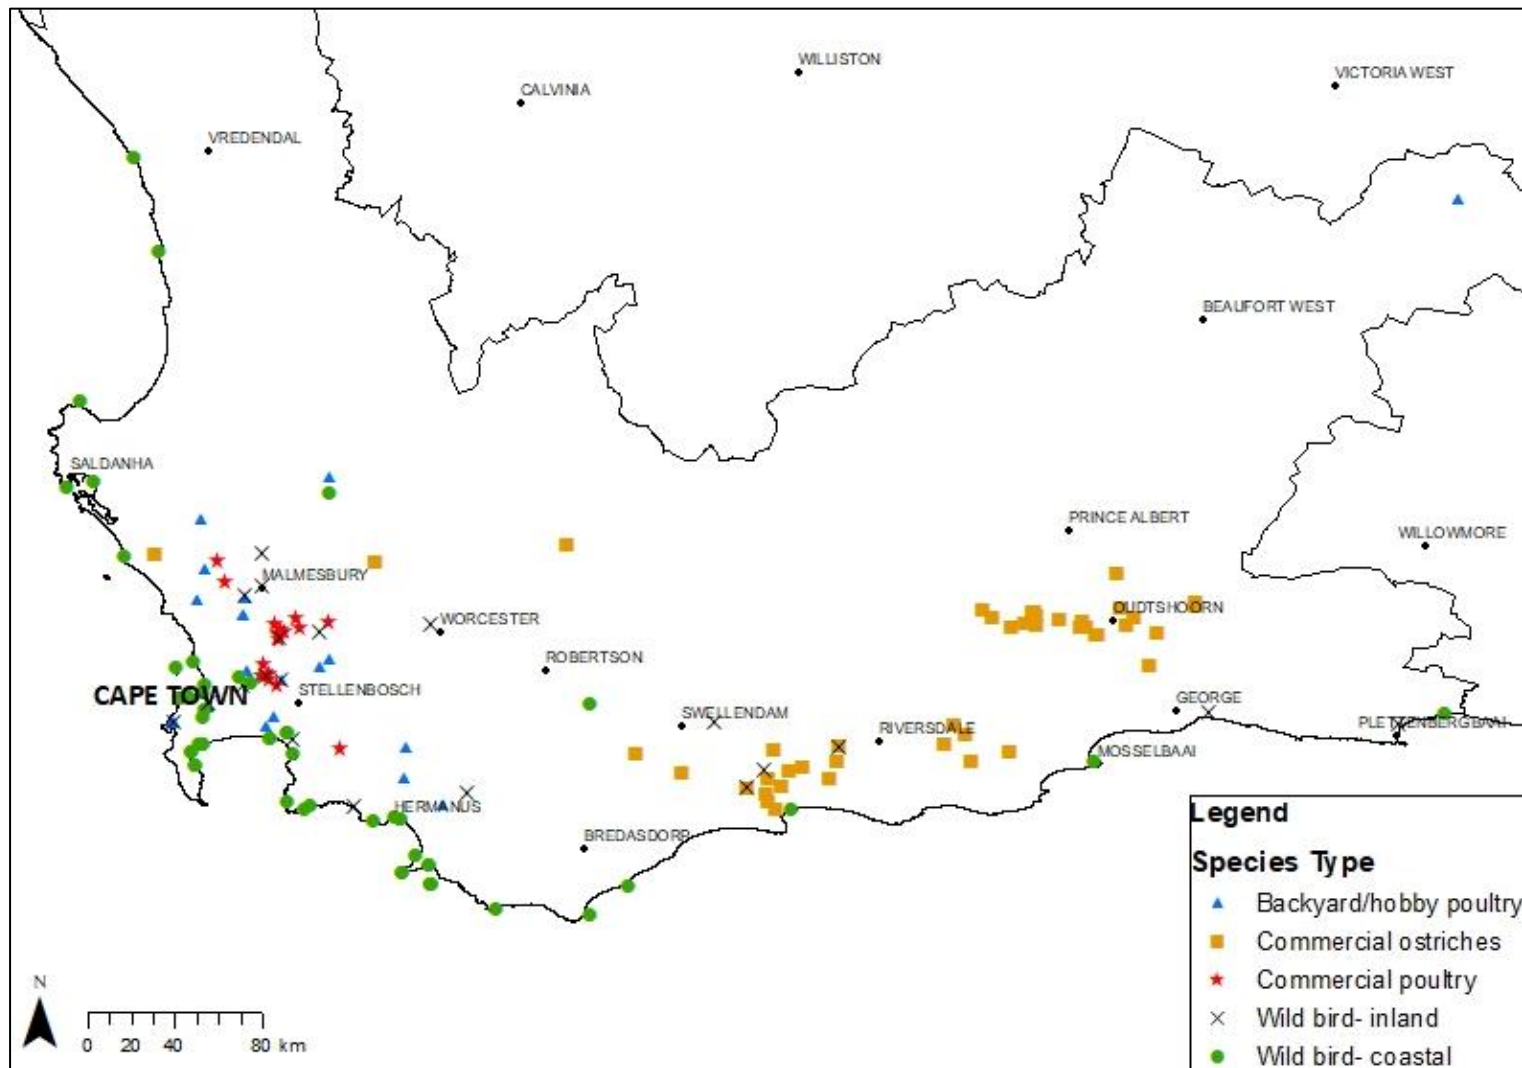 WILLISTON
VICTORIA WEST
CALVINIA
VREDENDAL
BEAUFORT WEST
SALDANHA
PRINCE ALBERT
WILLOWMORE
MALMESBURY
OUDTSHOORN
WORCESTER
ROBERTSON
CAPE TOWN
STELLENBOSCH
GEORGE
SWELLENDAM
RIVERSDALE
PLETTENBERGBAAI
MOSSELBAAI
HERMANUS
BREDASDORP
Legend
Species Type
Backyard/hobby poultry
Commercial ostriches
Commercial poultry
Wild bird- inland
Wild bird- coastal
N
0 20 40 80 km